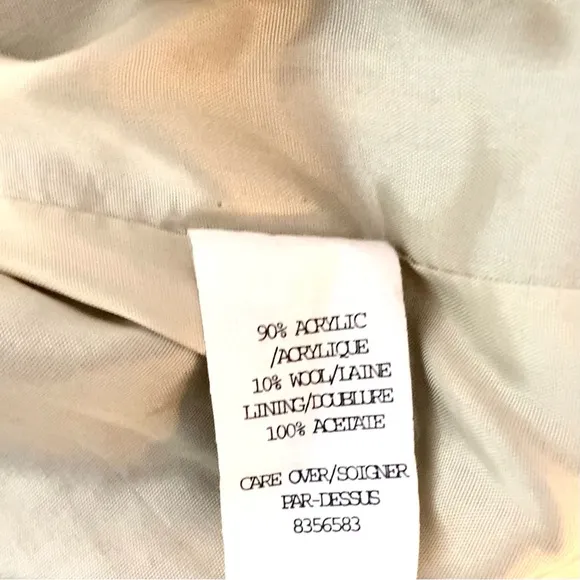 90% ACRYLIC
/ACRYLIQUE
10% WOOL/LAINE
LINING/DOUBLURE
100% ACETATE
CARE OVER/SOIGNER
PAR-DESSUS
8356583